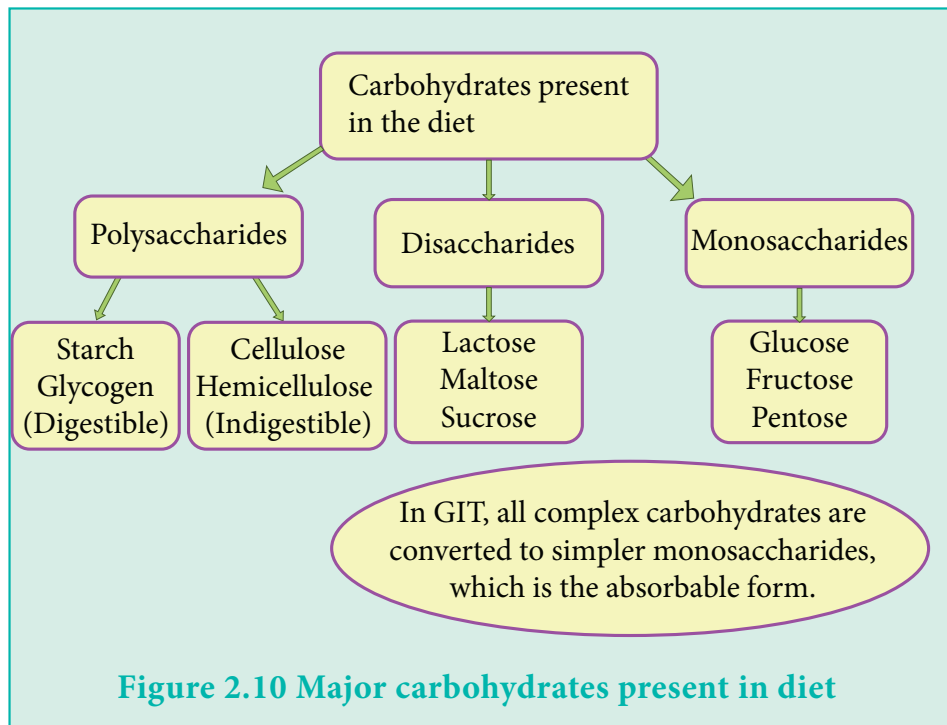 Carbohydrates present
in the diet
Polysaccharides
Disaccharides
Monosaccharides
Starch
Glycogen
(Digestible)
Cellulose
Hemicellulose
(Indigestible)
Lactose
Maltose
Sucrose
Glucose
Fructose
Pentose
In GIT, all complex carbohydrates are
converted to simpler monosaccharides,
which is the absorbable form.
Figure 2.10 Major carbohydrates present in diet